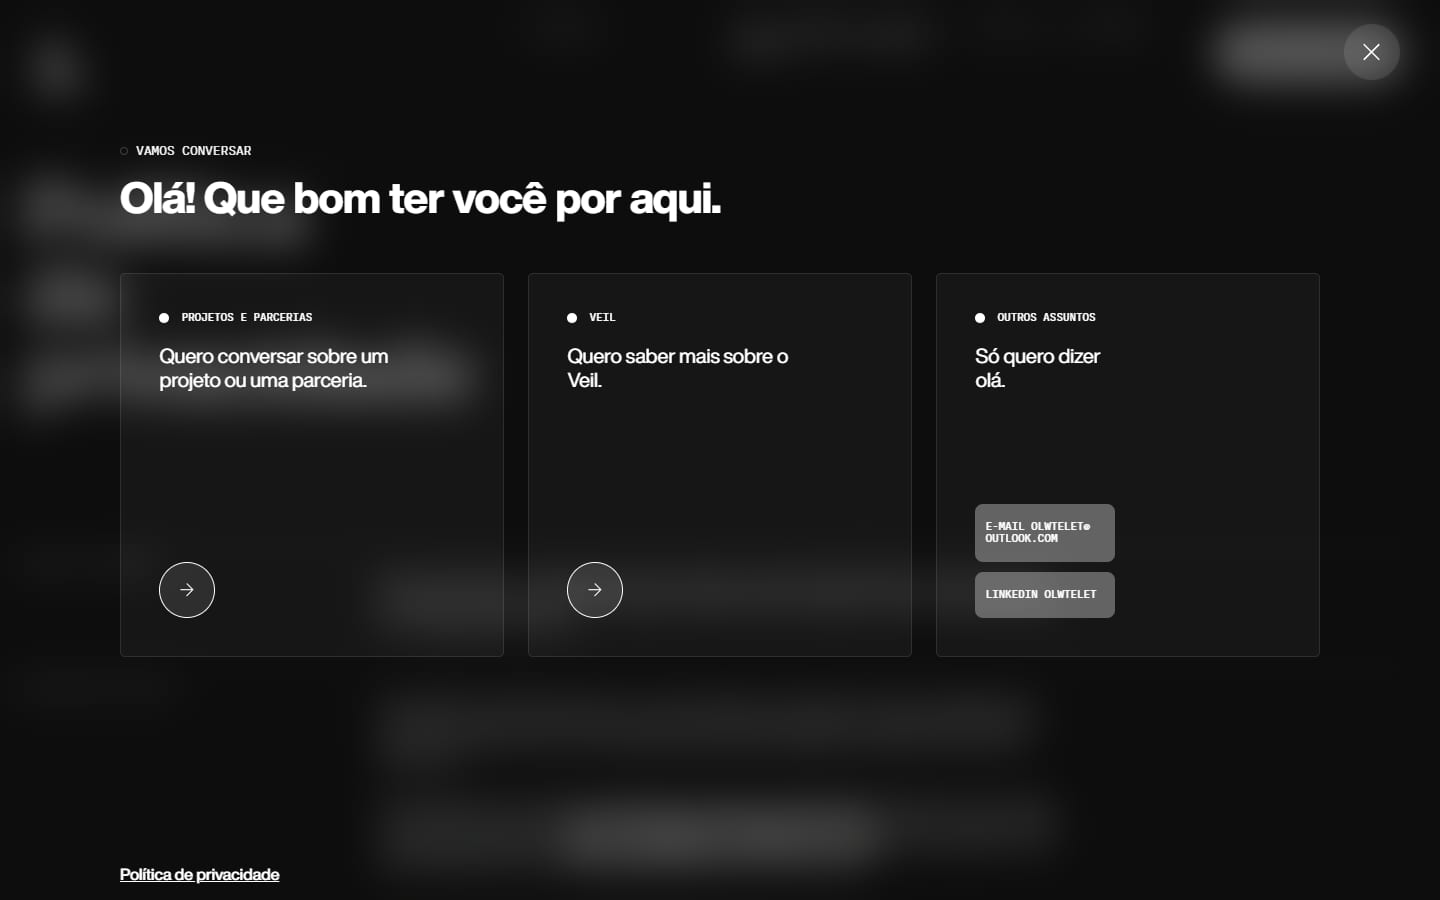 VAMOS CONVERSAR
Olá! Que bom ter você por aqui.
PROJETOS E PARCERIAS
Quero conversar sobre um
projeto ou uma parceria.
VEIL
Quero saber mais sobre o
Veil.
OUTROS ASSUNTOS
Só quero dizer
olá.
E-MAIL OLWTELET@
OUTLOOK.COM
LINKEDIN OLWTELET
Política de privacidade